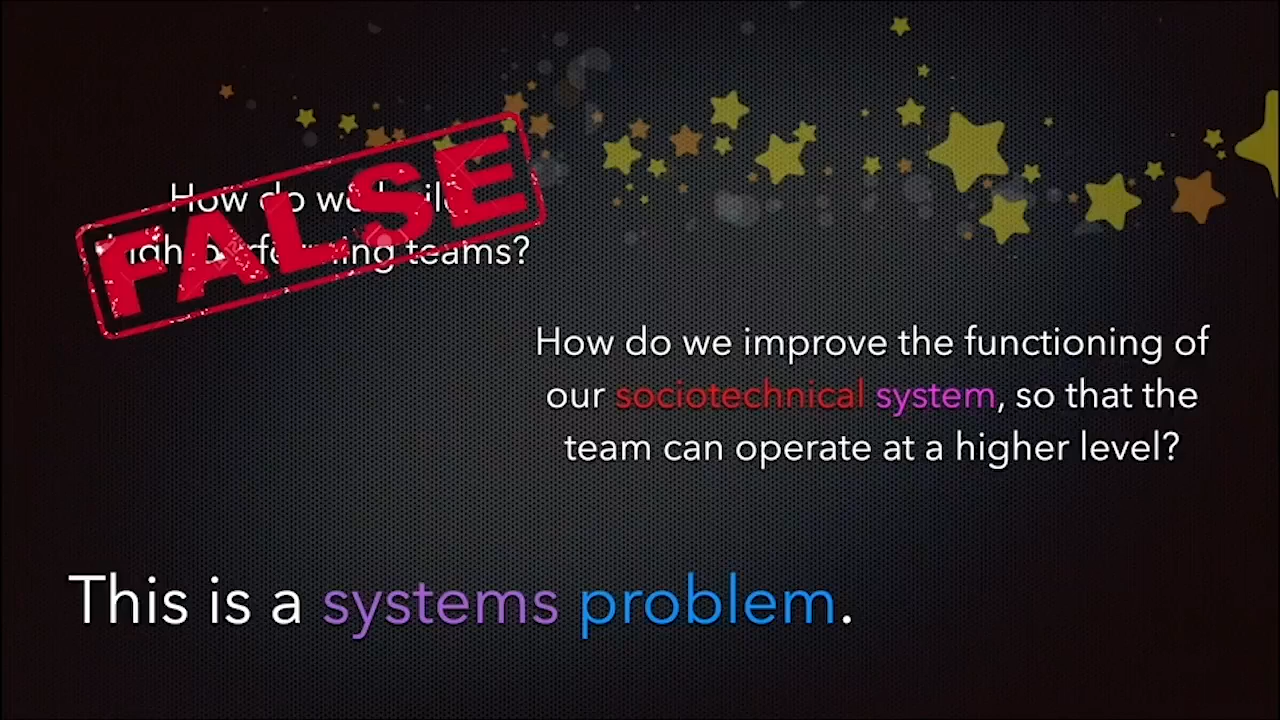 How do we build
high performing teams?
FALSE
How do we improve the functioning of
our sociotechnical system, so that the
team can operate at a higher level?
This is a systems problem.